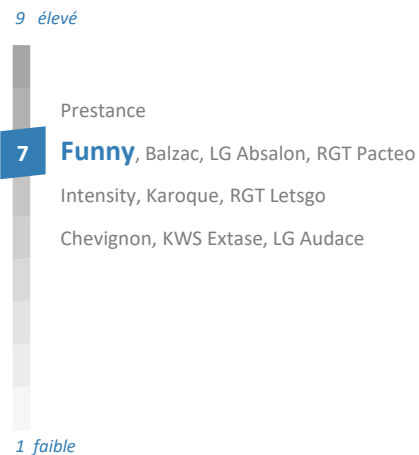 9 élevé
Prestance
7 Funny, Balzac, LG Absalon, RGT Pacteo
Intensity, Karoque, RGT Letsgo
Chevignon, KWS Extase, LG Audace
1 faible